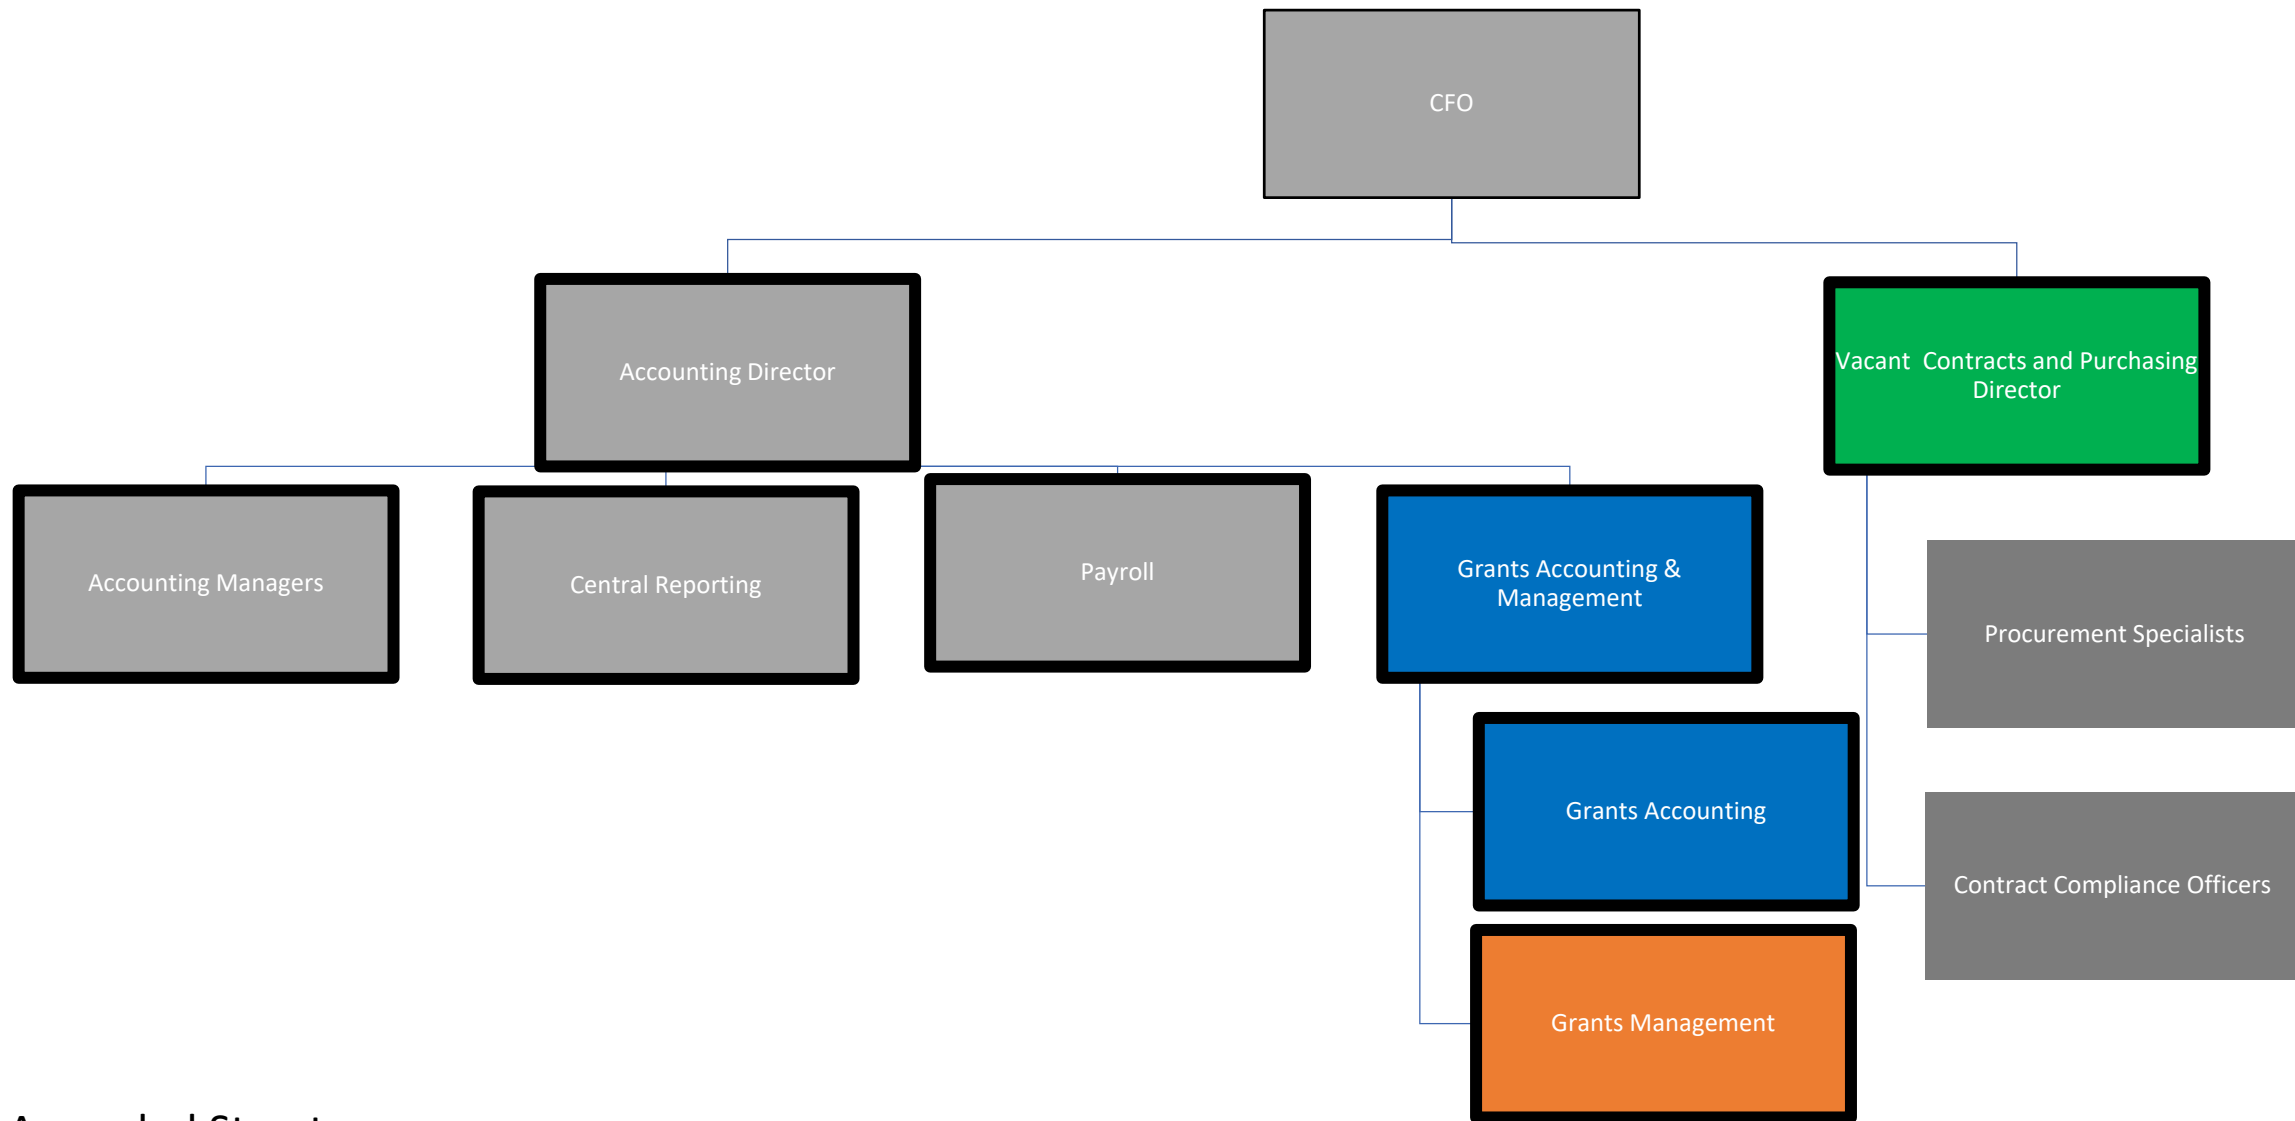 CFO
Accounting Director
Vacant  Contracts and Purchasing
Director
Accounting Managers
Central Reporting
Payroll
Grants Accounting &
Management
Procurement Specialists
Grants Accounting
Contract Compliance Officers
Grants Management